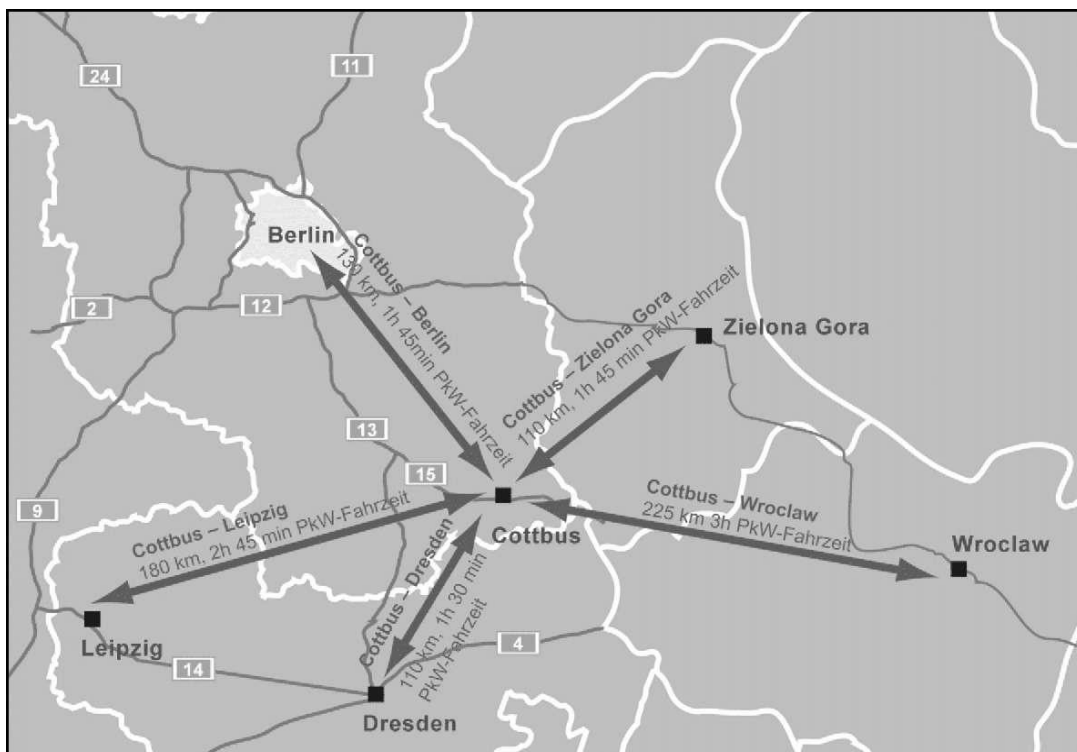 24
11
Berlin
Cottbus – Berlin
130 km, 1h 45min PkW-Fahrzeit
2
12
Cottbus – Zielona Gora
110 km, 1h 45 min PkW-Fahrzeit
Zielona Gora
13
15
9
Cottbus – Leipzig
180 km, 2h 45 min PkW-Fahrzeit
Cottbus
Cottbus – Wroclaw
225 km 3h PkW-Fahrzeit
Wroclaw
Cottbus – Dresden
110 km, 1h 30 min
PkW-Fahrzeit
Leipzig
14
4
Dresden